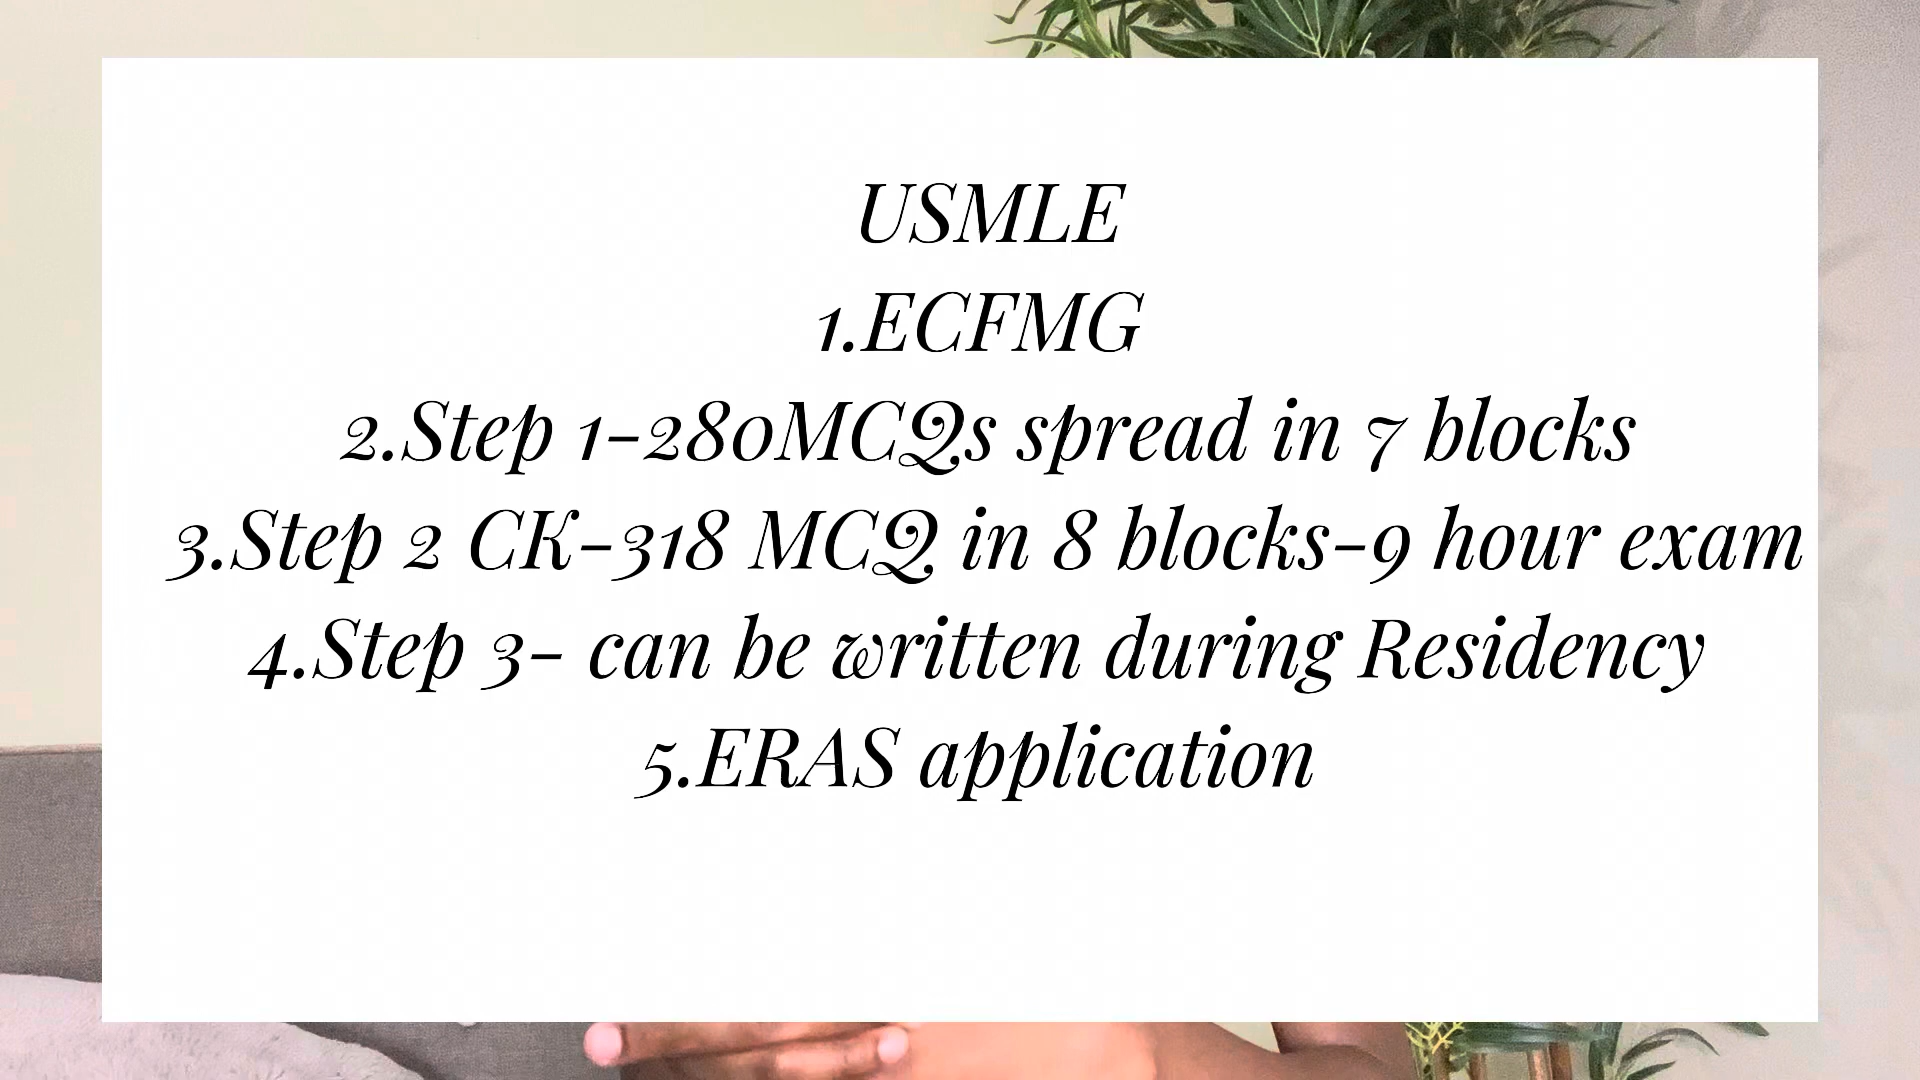 USMLE
1.ECFMG
2.Step 1-280MCQs spread in 7 blocks
3.Step 2 CK-318 MCQ in 8 blocks-9 hour exam
4.Step 3- can be written during Residency
5.ERAS application